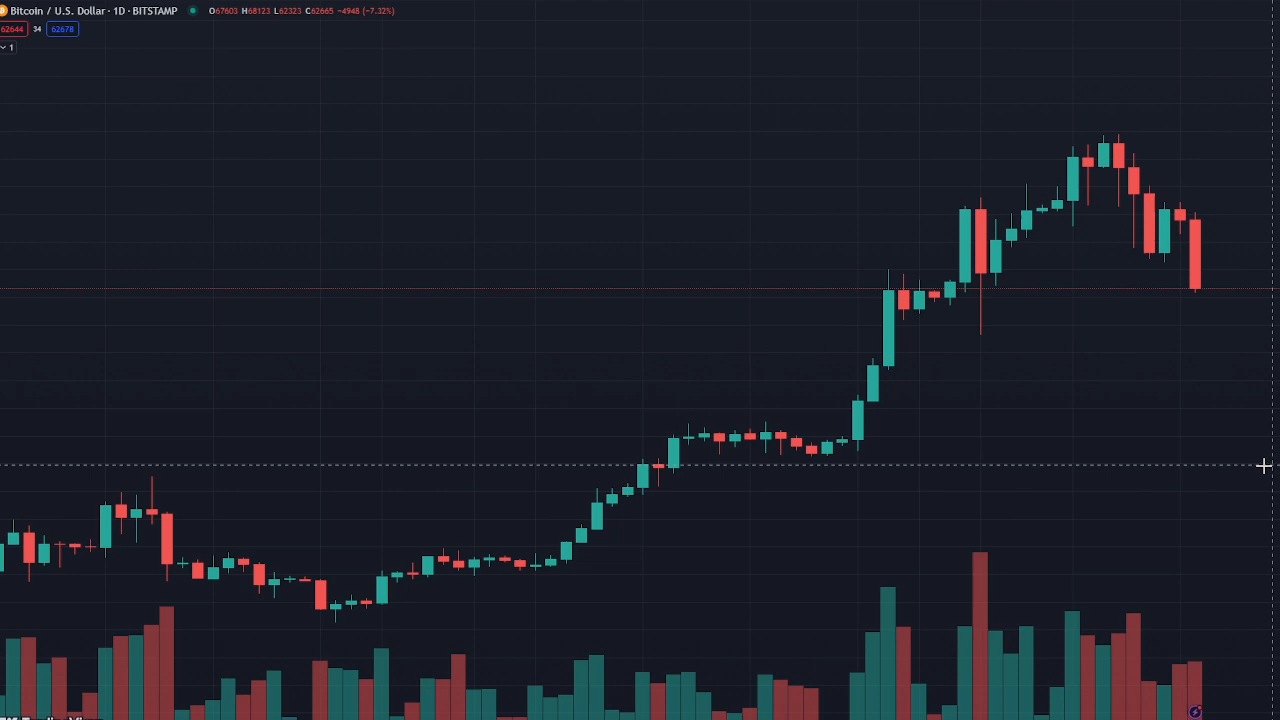 Bitcoin / U.S. Dollar · 1D · BITSTAMP O67603 H68123 L62323 C62665 −4948 (−7.32%)
62644 34 62678
1